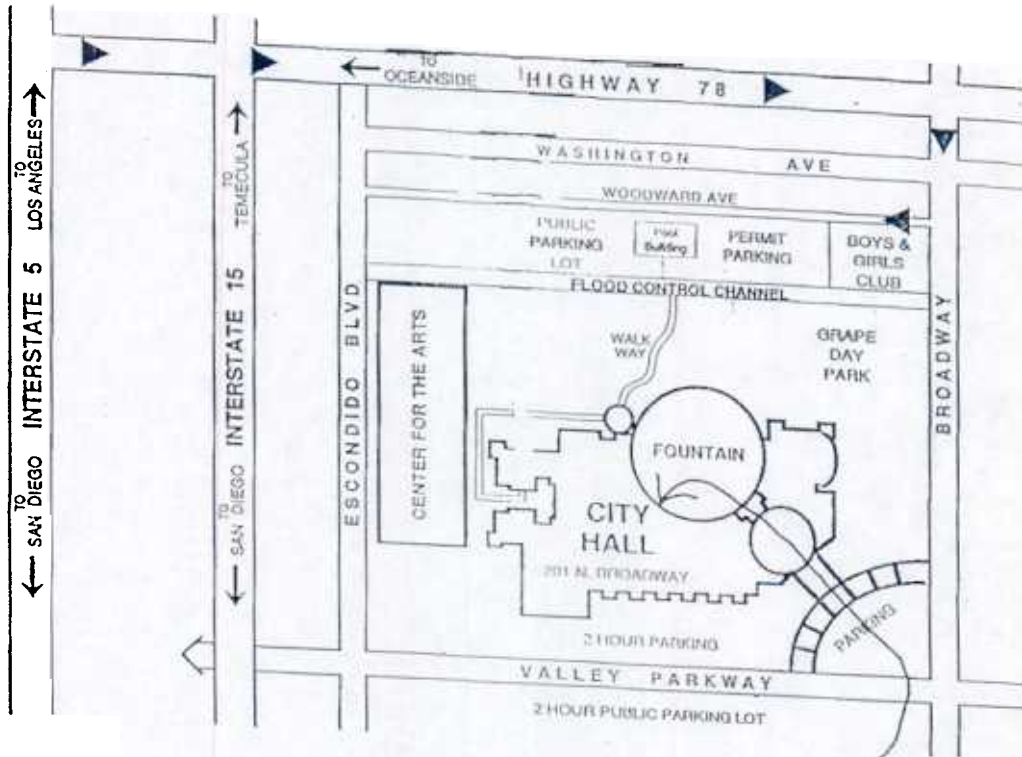 TO
OCEANSIDE
HIGHWAY 78
WASHINGTON AVE
WOODWARD AVE
PUBLIC
PARKING
LOT
Pool
Building
PERMIT
PARKING
BOYS &
GIRLS
CLUB
FLOOD CONTROL CHANNEL
WALK
WAY
GRAPE
DAY
PARK
FOUNTAIN
CITY
HALL
201 N. BROADWAY
CENTER FOR THE ARTS
2 HOUR PARKING
PARKING
VALLEY PARKWAY
2 HOUR PUBLIC PARKING LOT
BROADWAY
ESCONDIDO BLVD
TO
SAN DIEGO
INTERSTATE 15
TO
TEMECULA
TO
SAN DIEGO
INTERSTATE 5
TO
LOS ANGELES